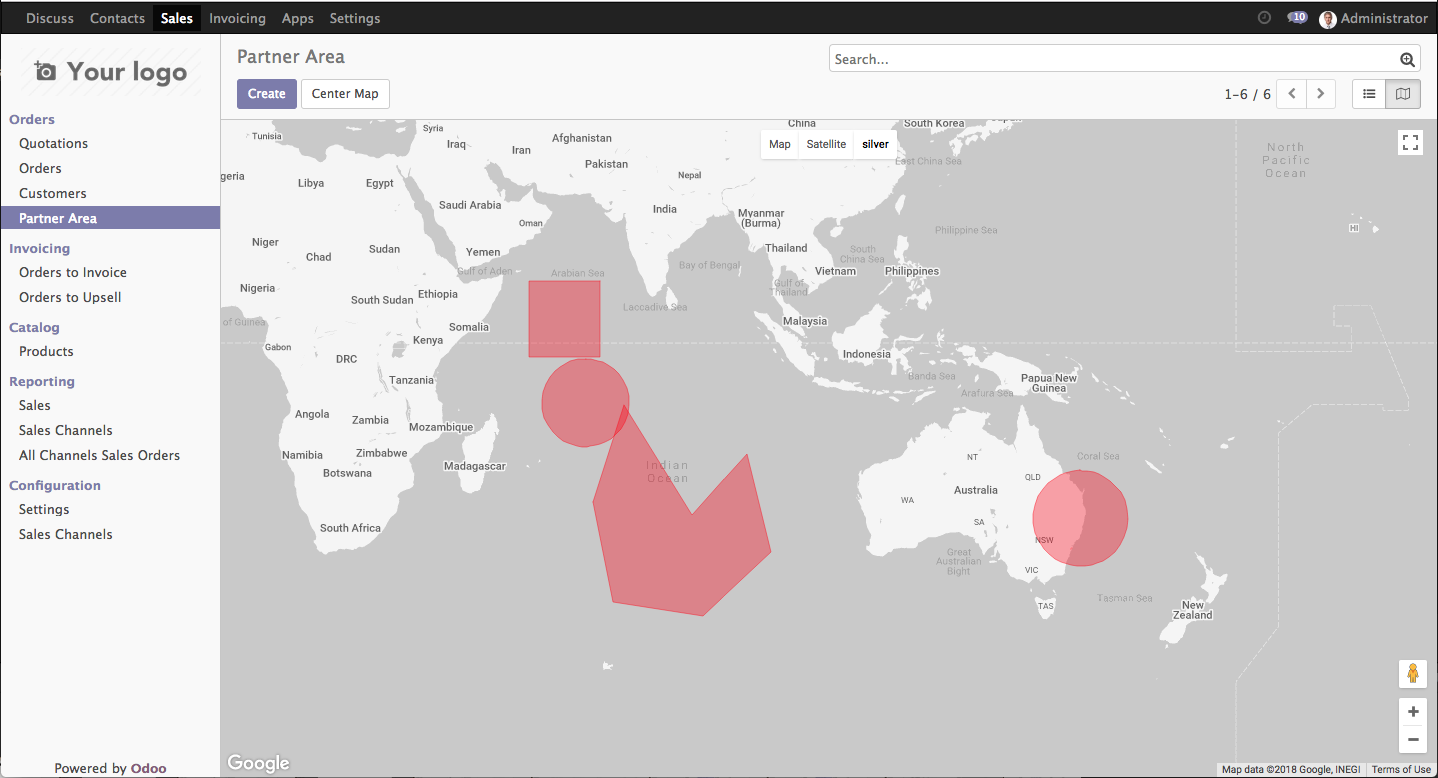 Discuss Contacts Sales Invoicing Apps Settings 10 Administrator
Your logo
Partner Area
Search...
Create Center Map
1-6 / 6
Orders
Quotations
Orders
Customers
Partner Area
Invoicing
Orders to Invoice
Orders to Upsell
Catalog
Products
Reporting
Sales
Sales Channels
All Channels Sales Orders
Configuration
Settings
Sales Channels
Powered by Odoo
Map Satellite silver
China
South Korea
Tunisia
Syria
Iraq
Iran
Afghanistan
Pakistan
Nepal
East China Sea
North
Pacific
Ocean
geria
Libya
Egypt
Saudi Arabia
Oman
India
Myanmar
(Burma)
HI
Niger
Chad
Sudan
Yemen
Gulf of Aden
Arabian Sea
Bay of Bengal
Thailand
South
China Sea
Philippine Sea
Vietnam
Philippines
Gulf of
Thailand
Nigeria
South Sudan
Ethiopia
Laccadive Sea
of Guinea
Somalia
Malaysia
Gabon
DRC
Kenya
Indonesia
Tanzania
Banda Sea
Papua New
Guinea
Arafura Sea
Angola
Zambia
Mozambique
Namibia
Zimbabwe
Botswana
Madagascar
Indian
Ocean
NT
Coral Sea
QLD
Australia
WA
South Africa
SA
NSW
Great
Australian
Bight
VIC
TAS
Tasman Sea
New
Zealand
Google
Map data ©2018 Google, INEGI Terms of Use